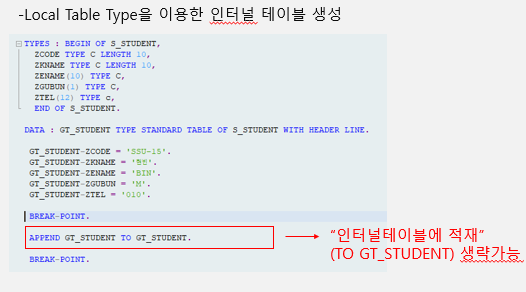 -Local Table Type을 이용한 인터널 테이블 생성
TYPES : BEGIN OF S_STUDENT,
ZCODE TYPE C LENGTH 10,
ZKNAME TYPE C LENGTH 10,
ZENAME(10) TYPE C,
ZGUBUN(1) TYPE C,
ZTEL(12) TYPE c,
END OF S_STUDENT.
DATA : GT_STUDENT TYPE STANDARD TABLE OF S_STUDENT WITH HEADER LINE.
GT_STUDENT-ZCODE = 'SSU-15'.
GT_STUDENT-ZKNAME = '현빈'.
GT_STUDENT-ZENAME = 'BIN'.
GT_STUDENT-ZGUBUN = 'M'.
GT_STUDENT-ZTEL = '010'.
BREAK-POINT.
APPEND GT_STUDENT TO GT_STUDENT.
"인터널테이블에 적재"
(TO GT_STUDENT) 생략가능
BREAK-POINT.